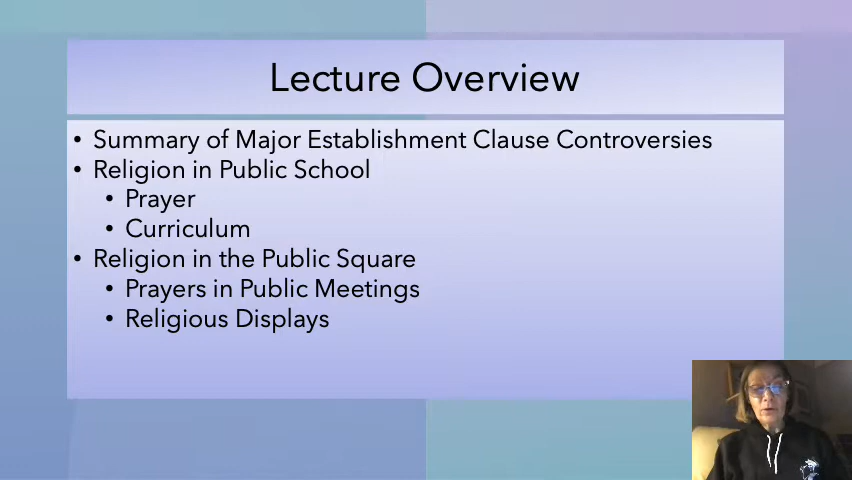 Lecture Overview
• Summary of Major Establishment Clause Controversies
• Religion in Public School
• Prayer
• Curriculum
• Religion in the Public Square
• Prayers in Public Meetings
• Religious Displays